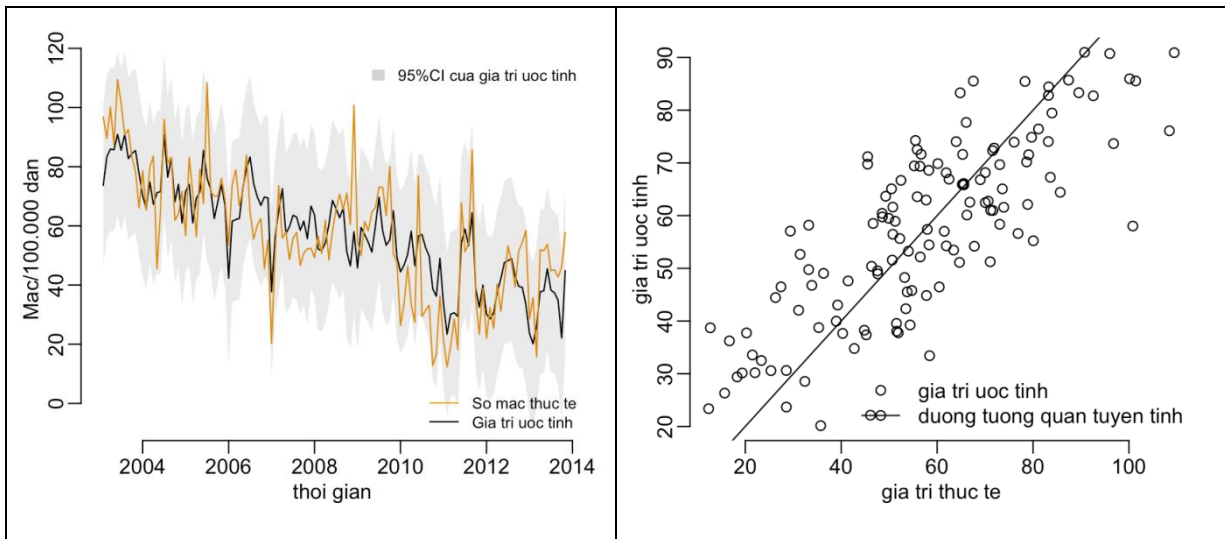 Mac/100.000 dan
120
100
80
60
40
20
0
95%CI cua gia tri uoc tinh
So mac thuc te
Gia tri uoc tinh
2004 2006 2008 2010 2012 2014
thoi gian
gia tri uoc tinh
90
80
70
60
50
40
30
20
gia tri uoc tinh
duong tuong quan tuyen tinh
20 40 60 80 100
gia tri thuc te